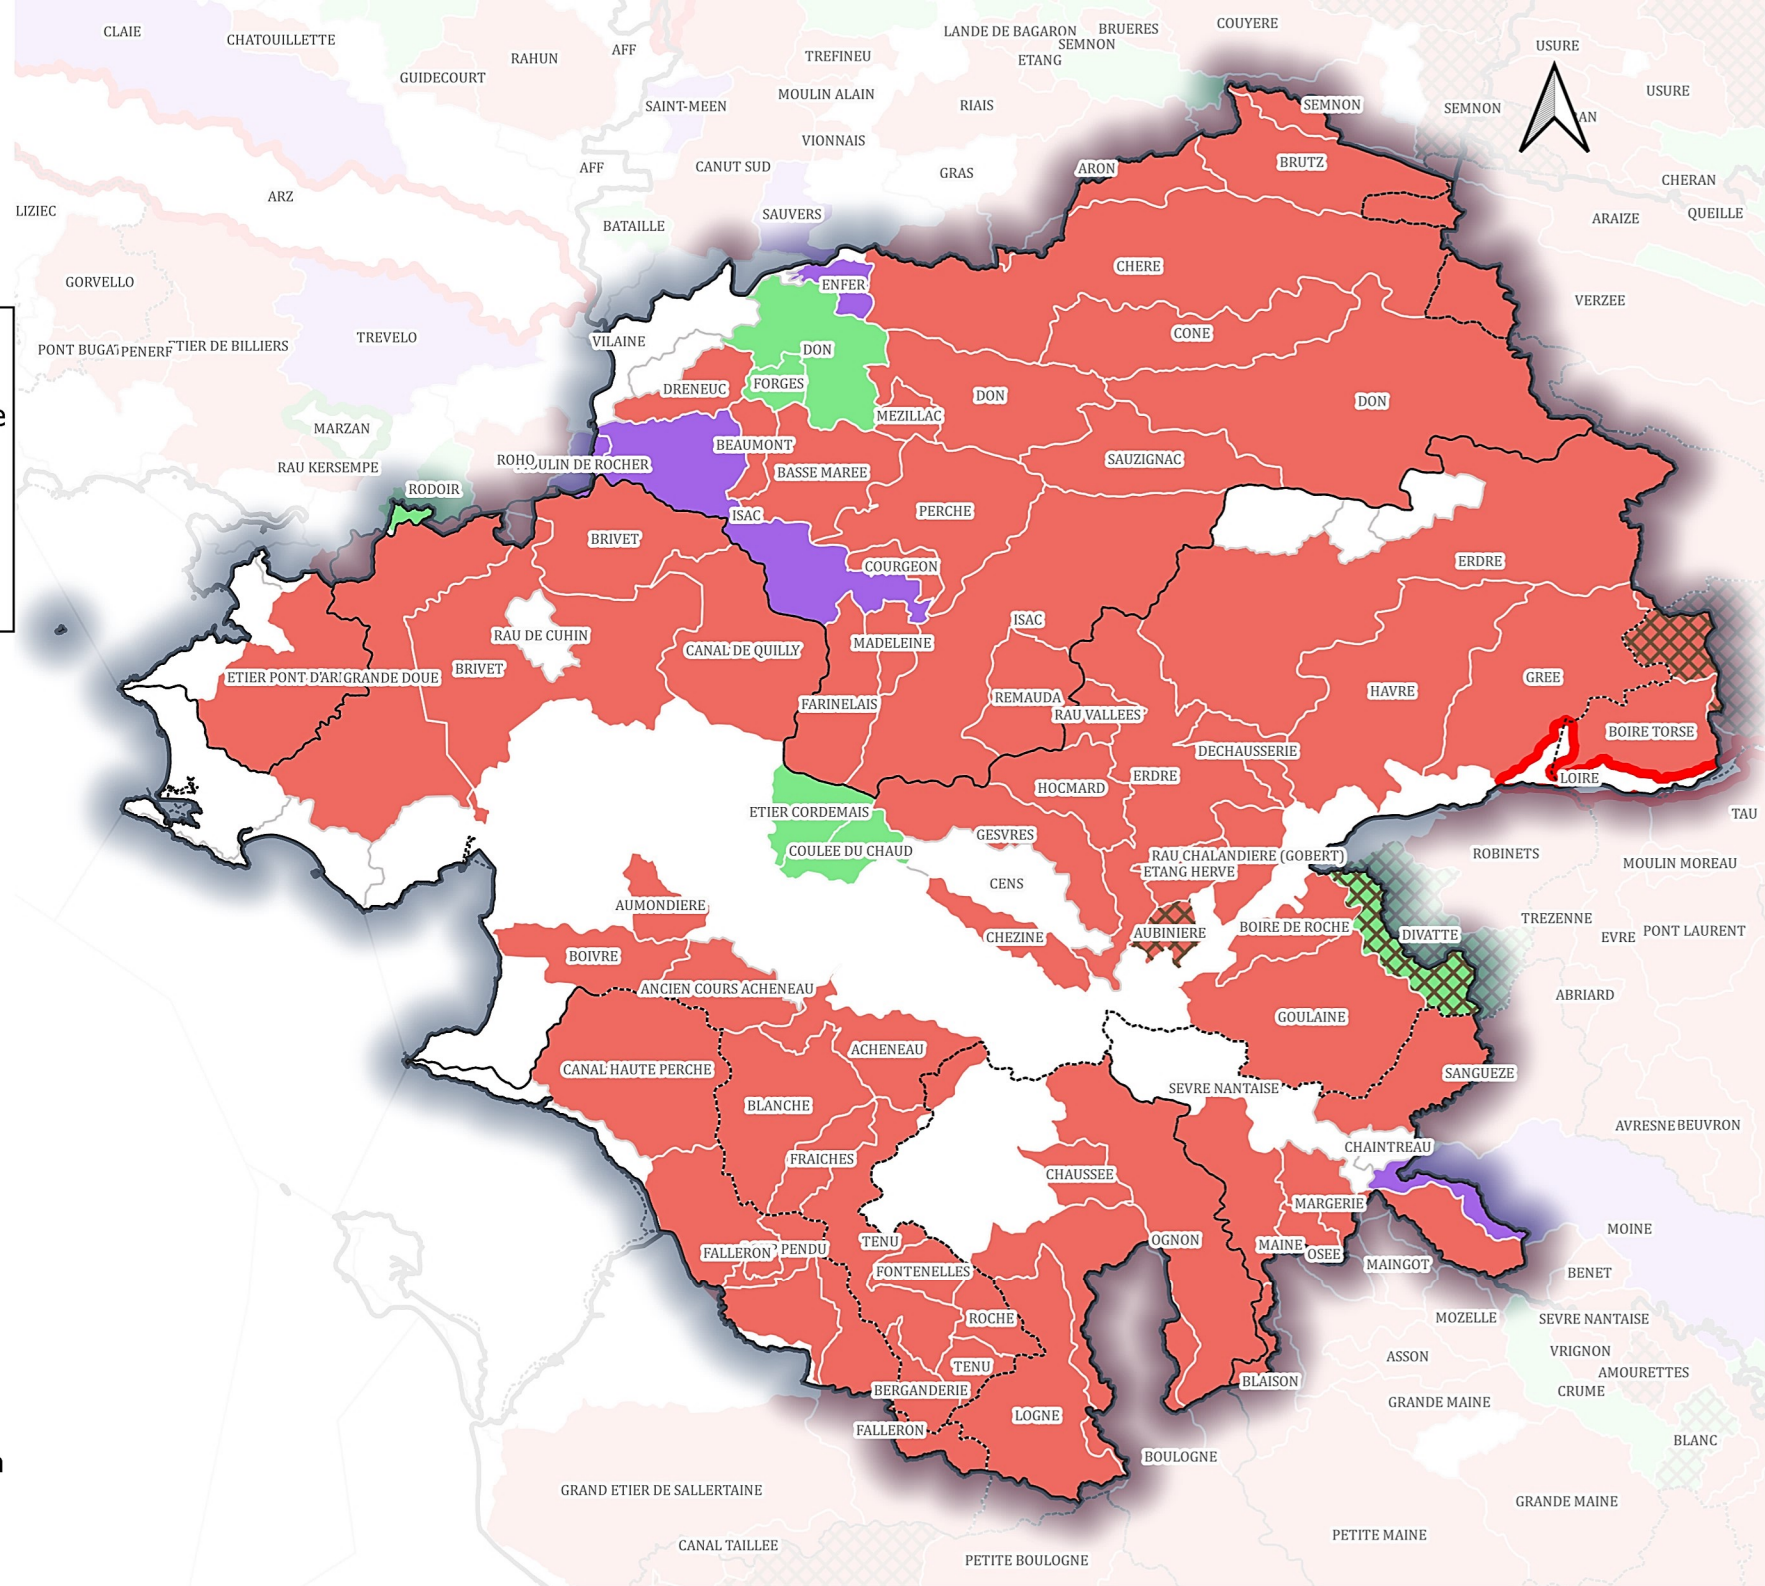 CLAIE
CHATOUILLETTE
GUIDECOURT
RAHUN
AFF
SAINT-MEEN
TREFINEU
MOULIN ALAIN
VIONNAIS
LANDE DE BAGARON
SEMNON
ETANG
BRUERES
COUYERE
RIAIS
USURE
USURE
SEMNON
SEMNON
AFF
CANUT SUD
GRAS
ARON
BRUTZ
CHERAN
QUEILLE
ARAIZE
LIZIEC
ARZ
BATAILLE
SAUVERS
GORVELLO
ENFER
CHERE
VERZEE
PENERF
ETIER DE BILLIERS
TREVELO
VILAINE
DON
CONE
DRENEUC
FORGES
MEZILLAC
DON
DON
MARZAN
RAU KERSEMPE
BEAUMONT
BASSE MAREE
SAUZIGNAC
RODOIR
ISAC
PERCHE
BRIVET
COURGEON
ERDRE
RAU DE CUHIN
CANAL DE QUILLY
MADELEINE
ISAC
GRANDE DOUE
BRIVET
FARINELAIS
REMAUDA
RAU VALLEES
HAVRE
GREE
BOIRE TORSE
DECHAUSSERIE
LOIRE
HOCMARD
ERDRE
TAU
ETIER CORDEMAIS
GESVRES
COULEE DU CHAUD
RAU CHALANDIERE (GOBERT)
ETANG HERVE
ROBINETS
MOULIN MOREAU
CENS
AUMONDIERE
CHEZINE
AUBINIERE
BOIRE DE ROCHE
DIVATTE
TREZENNE
EVRE
PONT LAURENT
BOIVRE
ANCIEN COURS ACHENEAU
ABRIARD
GOULAINE
ACHENEAU
CANAL HAUTE PERCHE
SANGUEZE
SEVRE NANTAISE
BLANCHE
AVRESNE
BEUVRON
FRAICHES
CHAUSSEE
CHAINTREAU
MARGERIE
MOINE
FALLERON
PENDU
TENU
OGNON
MAINE
OSEE
MAINGOT
FONTENELLES
BENET
ROCHE
MOZELLE
SEVRE NANTAISE
TENU
ASSON
VRIGNON
AMOURETTES
CRUME
BERGANDERIE
BLAISON
GRANDE MAINE
FALLERON
LOGNE
BLANC
BOULOGNE
GRAND ETIER DE SALLERTAINE
GRANDE MAINE
CANAL TAILLEE
PETITE BOULOGNE
PETITE MAINE